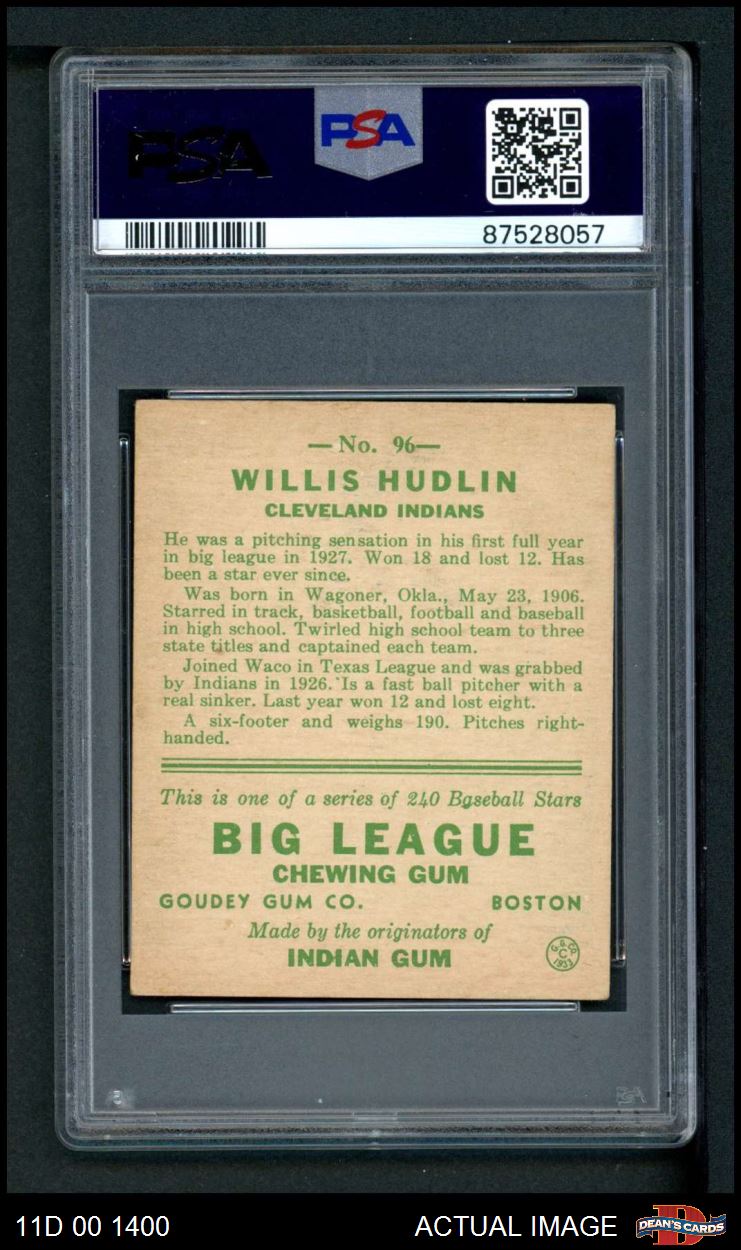 PSA
PSA
87528057
—No. 96—
WILLIS HUDLIN
CLEVELAND INDIANS
He was a pitching sensation in his first full year
in big league in 1927. Won 18 and lost 12. Has
been a star ever since.
Was born in Wagoner, Okla., May 23, 1906.
Starred in track, basketball, football and baseball
in high school. Twirled high school team to three
state titles and captained each team.
Joined Waco in Texas League and was grabbed
by Indians in 1926. Is a fast ball pitcher with a
real sinker. Last year won 12 and lost eight.
A six-footer and weighs 190. Pitches right-
handed.
This is one of a series of 240 Baseball Stars
BIG LEAGUE
CHEWING GUM
GOUDEY GUM CO. BOSTON
Made by the originators of
INDIAN GUM
G.G.CO.
C
1933
11D 00 1400
ACTUAL IMAGE
D
DEAN'S CARDS